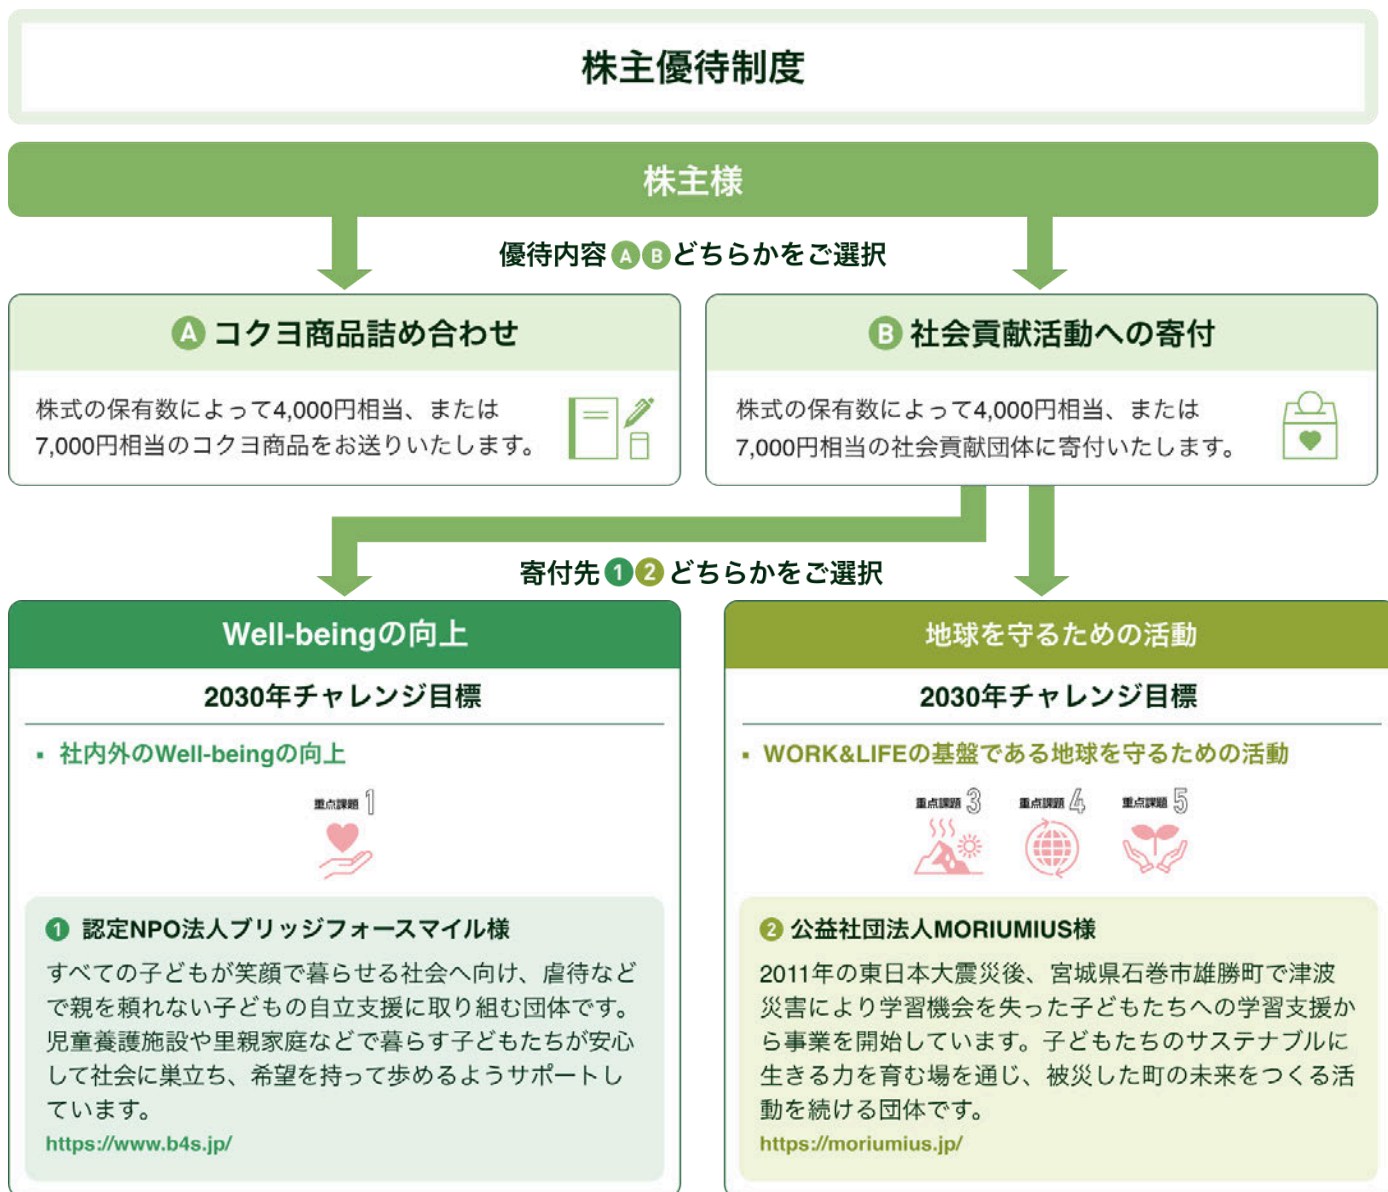 株主優待制度
株主様
優待内容 A B どちらかをご選択
A コクヨ商品詰め合わせ
株式の保有数によって4,000円相当、または
7,000円相当のコクヨ商品をお送りいたします。
B 社会貢献活動への寄付
株式の保有数によって4,000円相当、または
7,000円相当の社会貢献団体に寄付いたします。
寄付先 1 2 どちらかをご選択
Well-beingの向上
2030年チャレンジ目標
▪ 社内外のWell-beingの向上
重点課題 1
1 認定NPO法人ブリッジフォースマイル様
すべての子どもが笑顔で暮らせる社会へ向け、虐待など
で親を頼れない子どもの自立支援に取り組む団体です。
児童養護施設や里親家庭などで暮らす子どもたちが安心
して社会に巣立ち、希望を持って歩めるようサポートし
ています。
https://www.b4s.jp/
地球を守るための活動
2030年チャレンジ目標
▪ WORK&LIFEの基盤である地球を守るための活動
重点課題 3 重点課題 4 重点課題 5
2 公益社団法人MORIUMIUS様
2011年の東日本大震災後、宮城県石巻市雄勝町で津波
災害により学習機会を失った子どもたちへの学習支援か
ら事業を開始しています。子どもたちのサステナブルに
生きる力を育む場を通じ、被災した町の未来をつくる活
動を続ける団体です。
https://moriumius.jp/